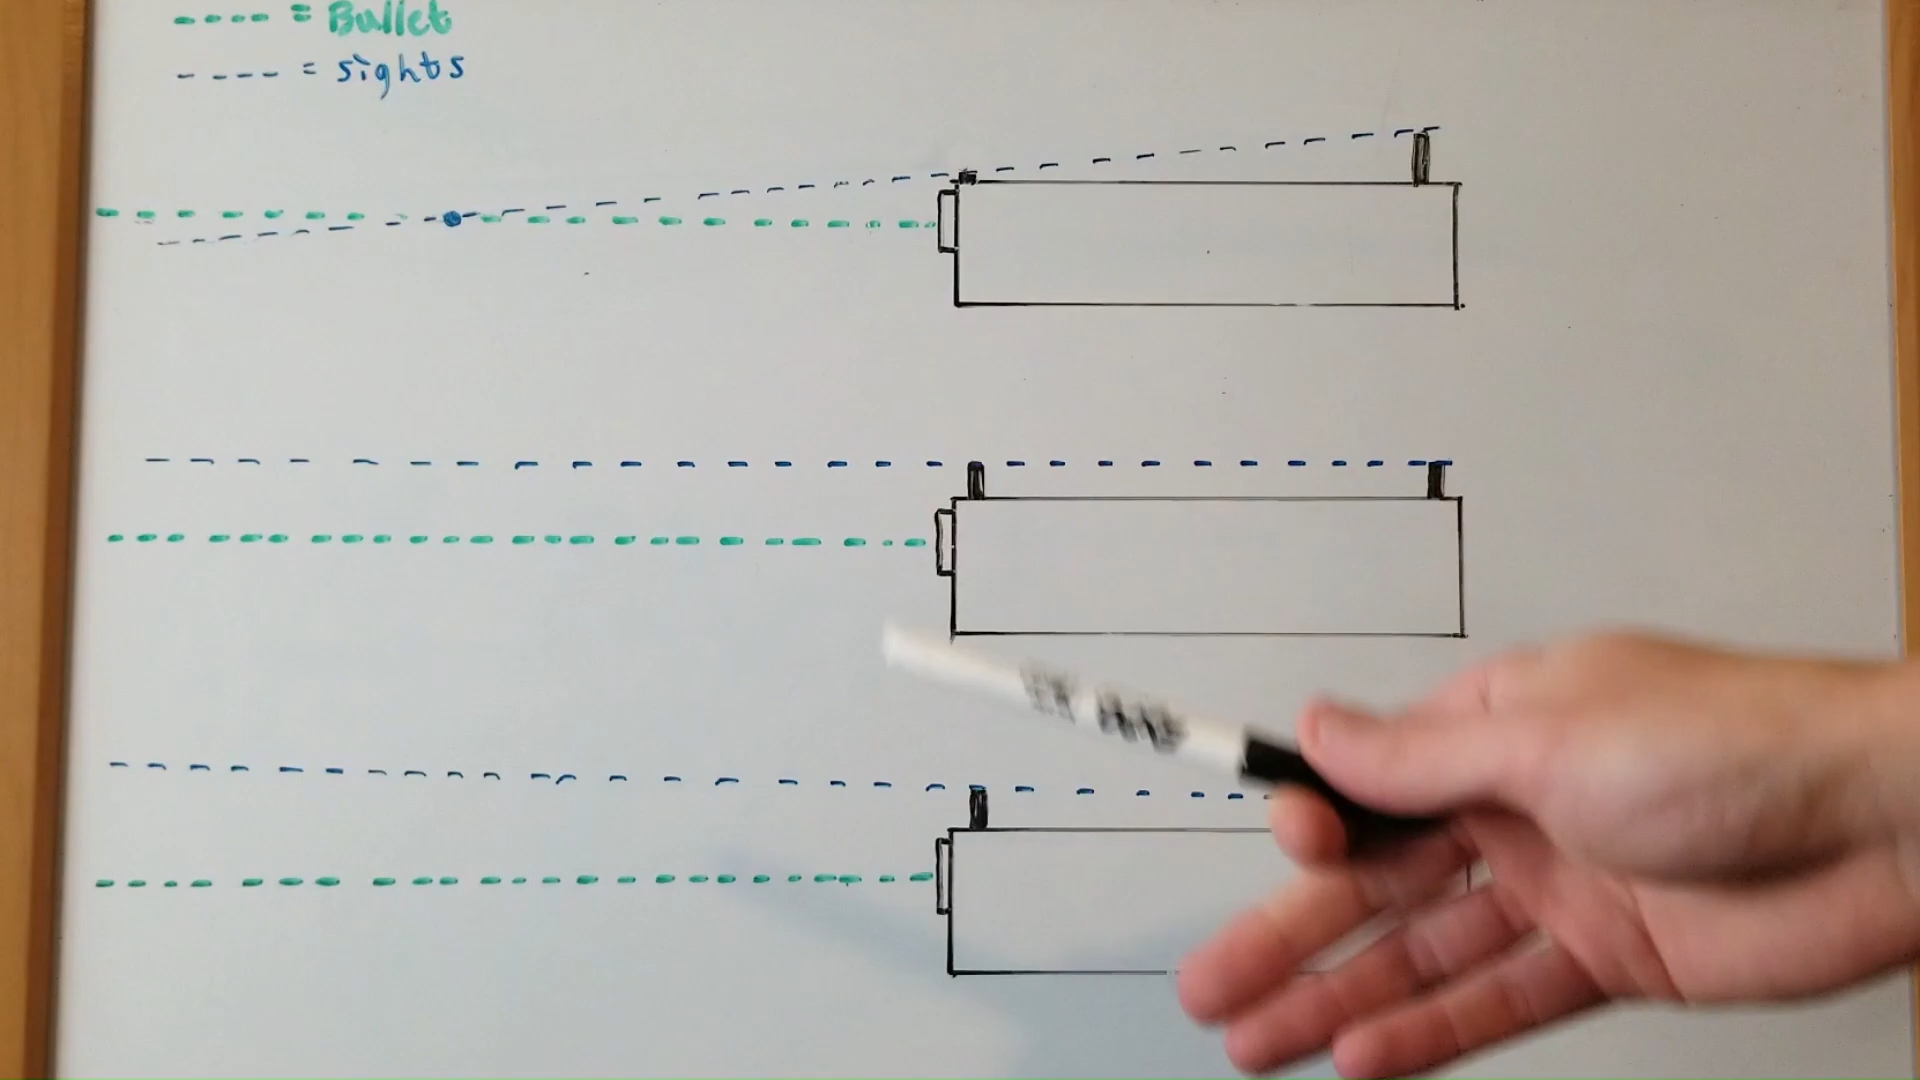 ---- = Bullet
---- = sights